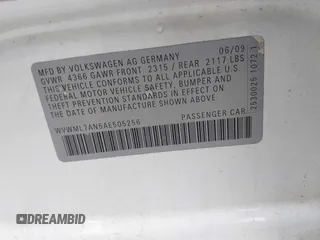 MFD BY VOLKSWAGEN AG GERMANY 06/09
GVWR 4366 GAWR FRONT 2315 / REAR 2117 LBS
THIS VEHICLE CONFORMS TO ALL APPLICABLE
FEDERAL MOTOR VEHICLE SAFETY, BUMPER AND
THEFT PREVENTION STANDARDS IN EFFECT ON THE
DATE OF MANUFACTURE SHOWN ABOVE
WVWML7AN5AE505256 PASSENGER CAR
DREAMBID